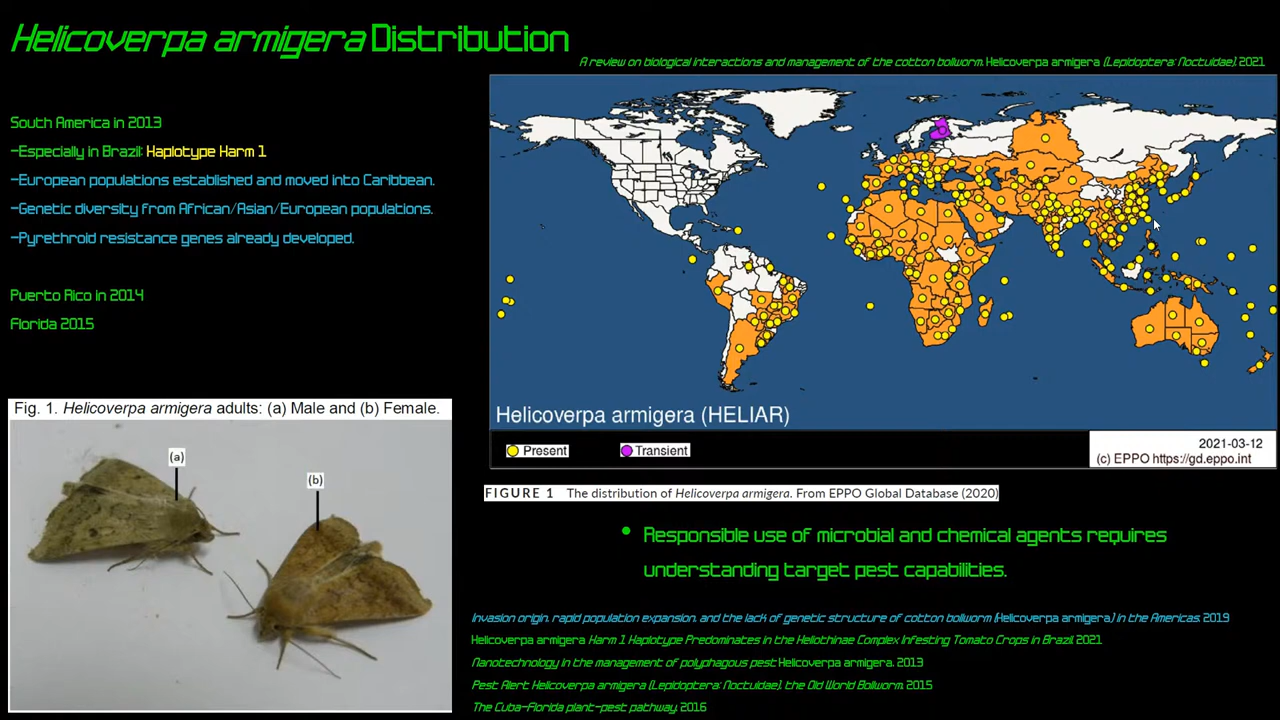 Helicoverpa armigera Distribution
A review on biological interactions and management of the cotton bollworm. Helicoverpa armigera (Lepidoptera: Noctuidae). 2021
South America in 2013
-Especially in Brazil: Haplotype Harm 1
-European populations established and moved into Caribbean.
-Genetic diversity from African/Asian/European populations.
-Pyrethroid resistance genes already developed.
Puerto Rico in 2014
Florida 2015
Fig. 1. Helicoverpa armigera adults: (a) Male and (b) Female.
(a)
(b)
Helicoverpa armigera (HELIAR)
Present
Transient
2021-03-12
(c) EPPO https://gd.eppo.int
FIGURE 1 The distribution of Helicoverpa armigera. From EPPO Global Database (2020)
• Responsible use of microbial and chemical agents requires
understanding target pest capabilities.
Invasion origin, rapid population expansion, and the lack of genetic structure of cotton bollworm (Helicoverpa armigera) in the Americas. 2019
Helicoverpa armigera Harm 1 Haplotype Predominates in the Heliothinae Complex Infesting Tomato Crops in Brazil. 2021
Nanotechnology in the management of polyphagous pest Helicoverpa armigera. 2013
Pest Alert Helicoverpa armigera (Lepidoptera: Noctuidae), the Old World Bollworm. 2015
The Cuba-Florida plant-pest pathway. 2016